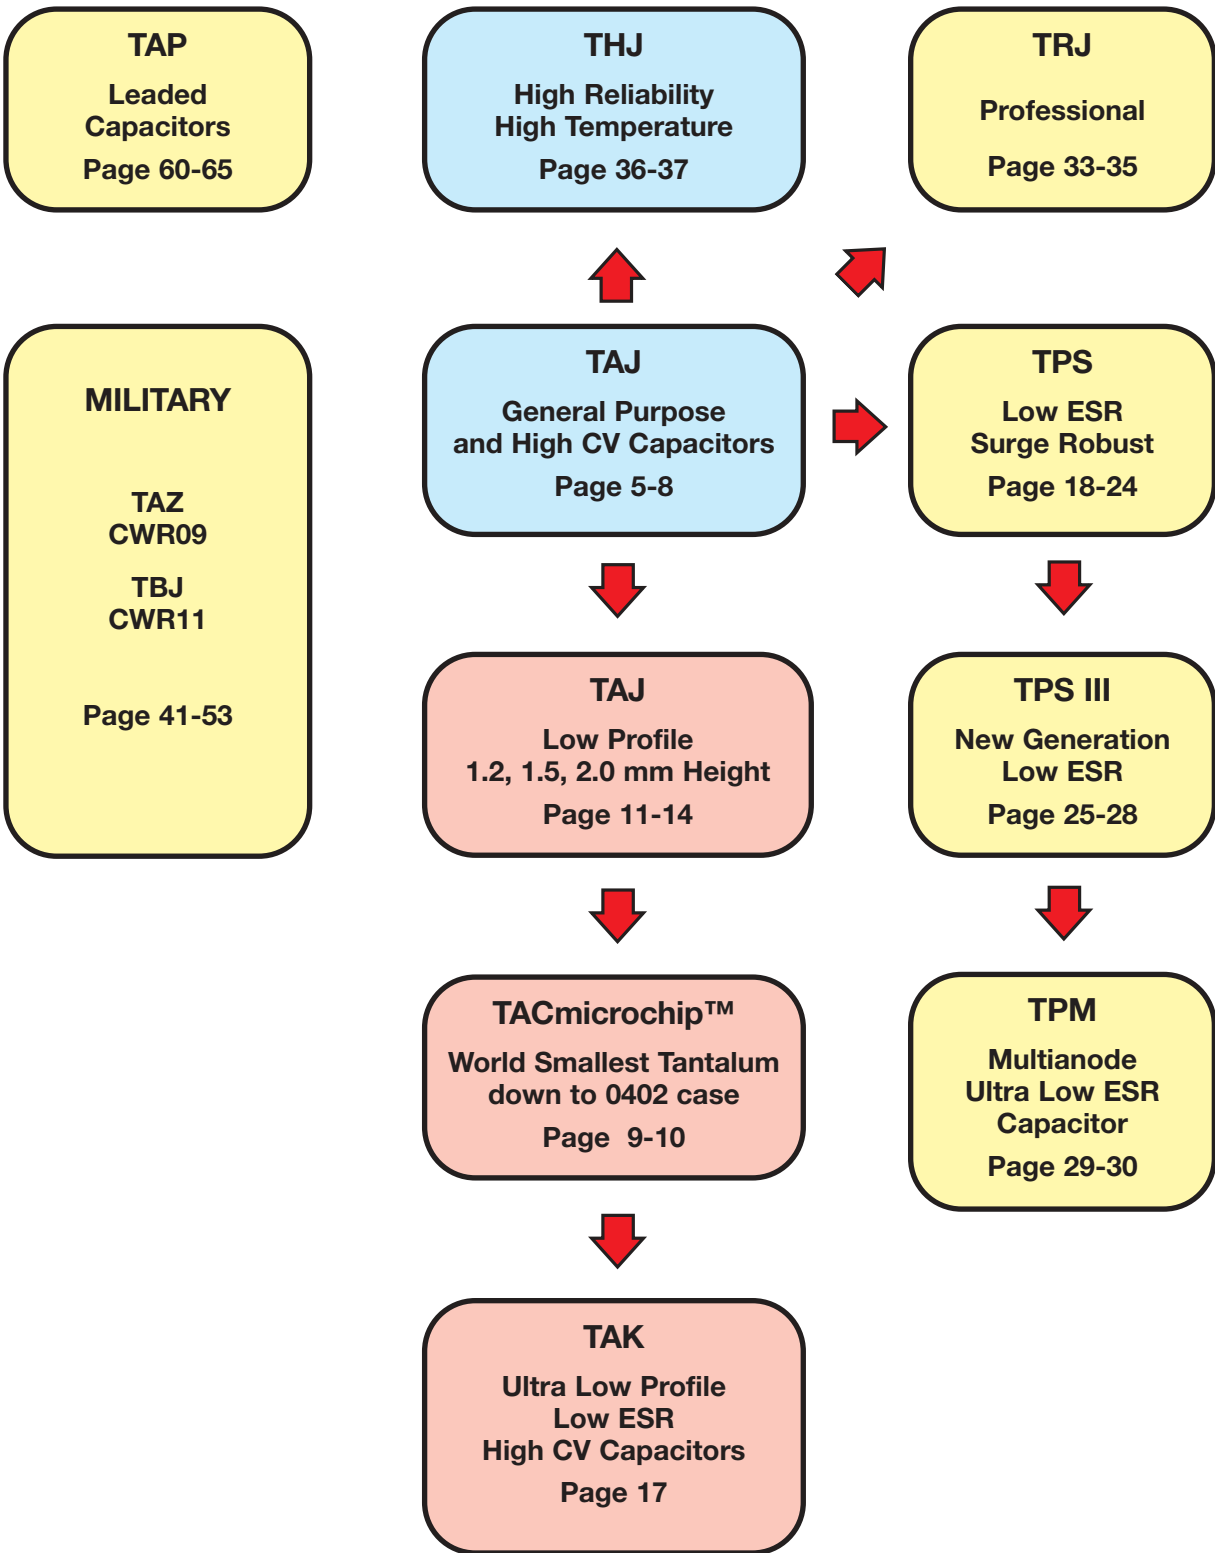 TAP
Leaded
Capacitors
Page 60-65
THJ
High Reliability
High Temperature
Page 36-37
TRJ
Professional
Page 33-35
MILITARY
TAZ
CWR09
TBJ
CWR11
Page 41-53
TAJ
General Purpose
and High CV Capacitors
Page 5-8
TPS
Low ESR
Surge Robust
Page 18-24
TAJ
Low Profile
1.2, 1.5, 2.0 mm Height
Page 11-14
TPS III
New Generation
Low ESR
Page 25-28
TACmicrochip™
World Smallest Tantalum
down to 0402 case
Page 9-10
TPM
Multianode
Ultra Low ESR
Capacitor
Page 29-30
TAK
Ultra Low Profile
Low ESR
High CV Capacitors
Page 17